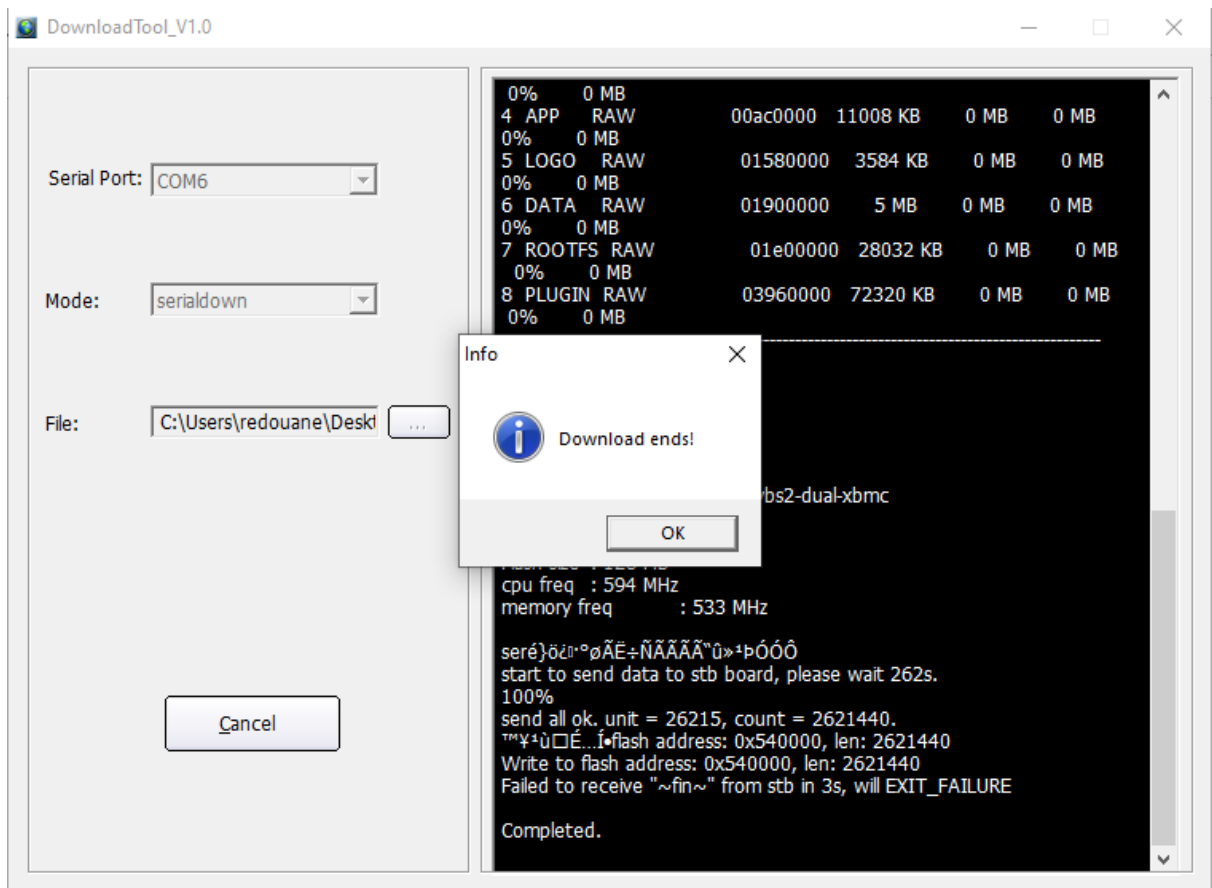 DownloadTool_V1.0
Serial Port: COM6
Mode: serialdown
File: C:\Users\redouane\Deskt ...
Cancel
0% 0 MB
4 APP RAW 00ac0000 11008 KB 0 MB 0 MB
0% 0 MB
5 LOGO RAW 01580000 3584 KB 0 MB 0 MB
0% 0 MB
6 DATA RAW 01900000 5 MB 0 MB 0 MB
0% 0 MB
7 ROOTFS RAW 01e00000 28032 KB 0 MB 0 MB
0% 0 MB
8 PLUGIN RAW 03960000 72320 KB 0 MB 0 MB
0% 0 MB
Info
Download ends!
OK
bs2-dual-xbmc
cpu freq : 594 MHz
memory freq : 533 MHz
start to send data to stb board, please wait 262s.
100%
send all ok. unit = 26215, count = 2621440.
flash address: 0x540000, len: 2621440
Write to flash address: 0x540000, len: 2621440
Failed to receive "~fin~" from stb in 3s, will EXIT_FAILURE
Completed.